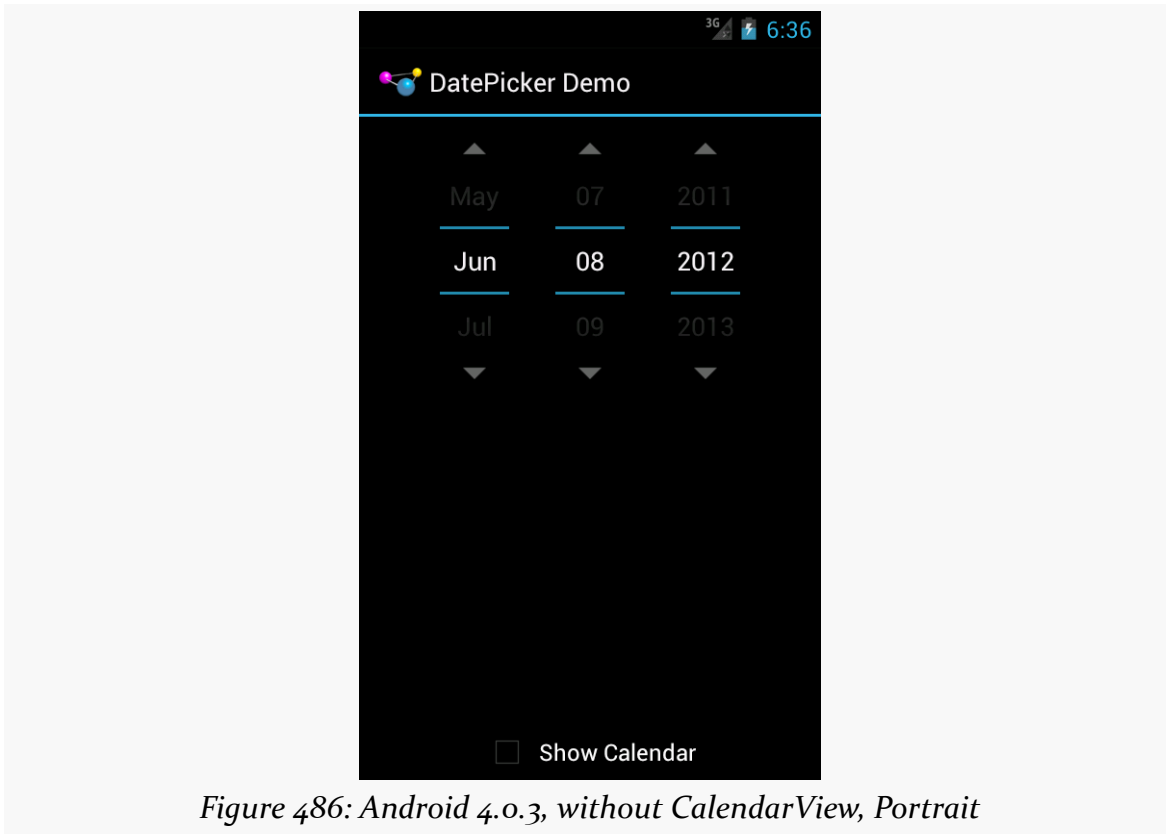 3G 6:36
DatePicker Demo
May 07 2011
Jun 08 2012
Jul 09 2013
Show Calendar
Figure 486: Android 4.0.3, without CalendarView, Portrait